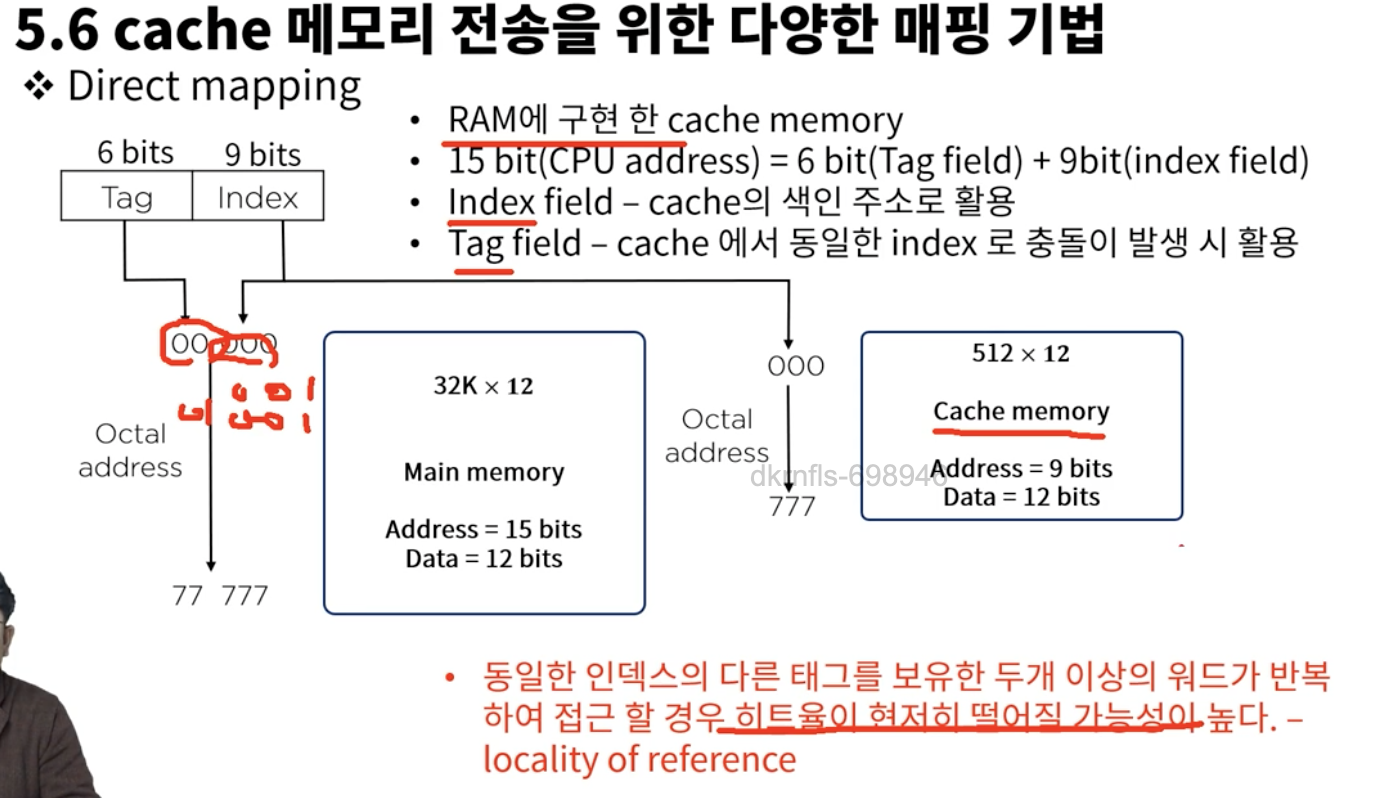 5.6 cache 메모리 전송을 위한 다양한 매핑 기법
❖ Direct mapping
• RAM에 구현 한 cache memory
• 15 bit(CPU address) = 6 bit(Tag field) + 9bit(index field)
• Index field – cache의 색인 주소로 활용
• Tag field – cache 에서 동일한 index 로 충돌이 발생 시 활용
6 bits 9 bits
Tag Index
00 000
0 0 1
Octal
address
77 777
32K × 12
Main memory
Address = 15 bits
Data = 12 bits
000
Octal
address
777
512 × 12
Cache memory
Address = 9 bits
Data = 12 bits
dkrnfls-698946
• 동일한 인덱스의 다른 태그를 보유한 두개 이상의 워드가 반복
하여 접근 할 경우 히트율이 현저히 떨어질 가능성이 높다. –
locality of reference